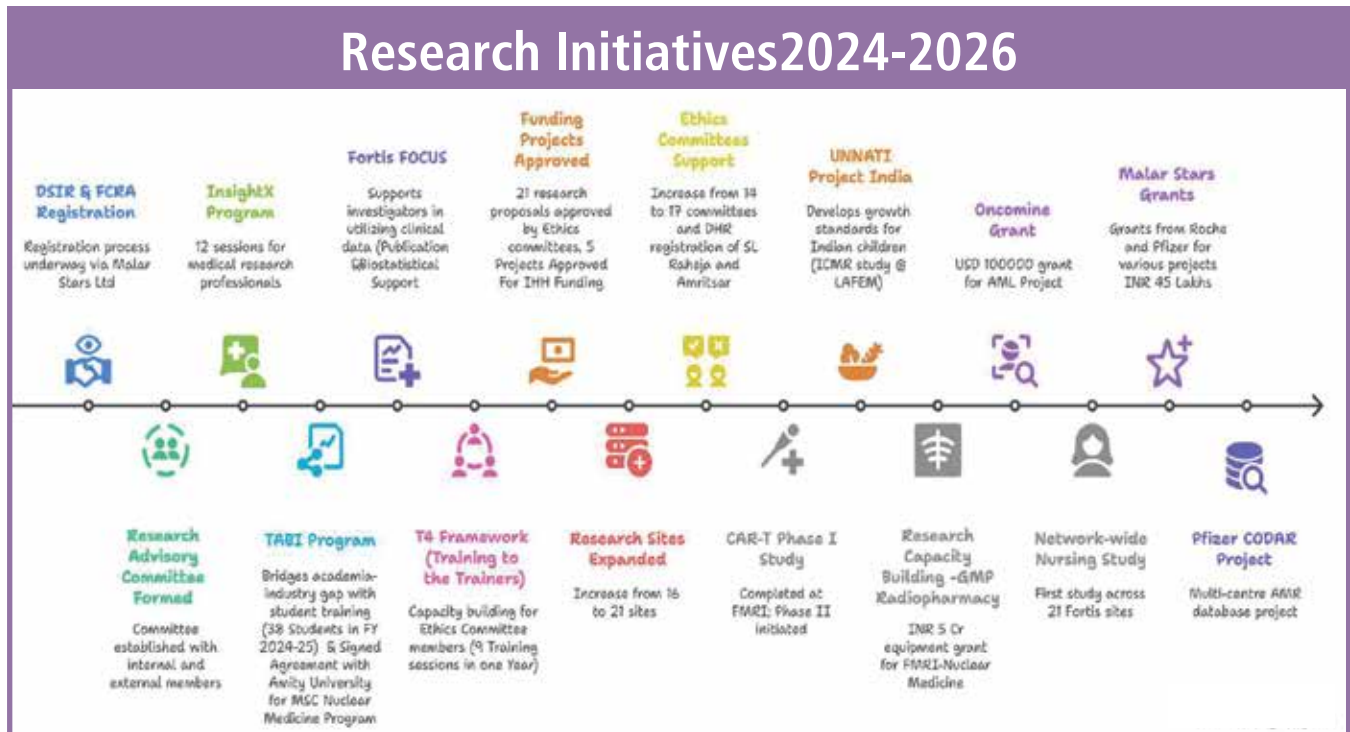 Research Initiatives2024-2026
DSIR & FCRA
Registration
Registration process
underway via Malar
Stars Ltd
InsightX
Program
12 sessions for
medical research
professionals
Fortis FOCUS
Supports
investigators in
utilizing clinical
data (Publication
&Biostatistical
Support
Funding
Projects
Approved
21 research
proposals approved
by Ethics
committees, 5
Projects Approved
For IHH Funding
Ethics
Committees
Support
Increase from 14
to 17 committees
and DHR
registration of SL
Raheja and
Amritsar
UNNATI
Project India
Develops growth
standards for
Indian children
(ICMR study @
LAFEM)
Oncomine
Grant
USD 100000 grant
for AML Project
Malar Stars
Grants
Grants from Roche
and Pfizer for
various projects
INR 45 Lakhs
Research
Advisory
Committee
Formed
Committee
established with
internal and
external members
TABI Program
Bridges academia-
industry gap with
student training
(38 Students in FY
2024-25) & Signed
Agreement with
Amity University
for MSC Nuclear
Medicine Program
T4 Framework
(Training to
the Trainers)
Capacity building for
Ethics Committee
members (9 Training
sessions in one Year)
Research Sites
Expanded
Increase from 16
to 21 sites
CAR-T Phase I
Study
Completed at
FMRI; Phase II
initiated
Research
Capacity
Building -GMP
Radiopharmacy
INR 5 Cr
equipment grant
for FMRI-Nuclear
Medicine
Network-wide
Nursing Study
First study across
21 Fortis sites
Pfizer CODAR
Project
Multi-centre AMR
database project